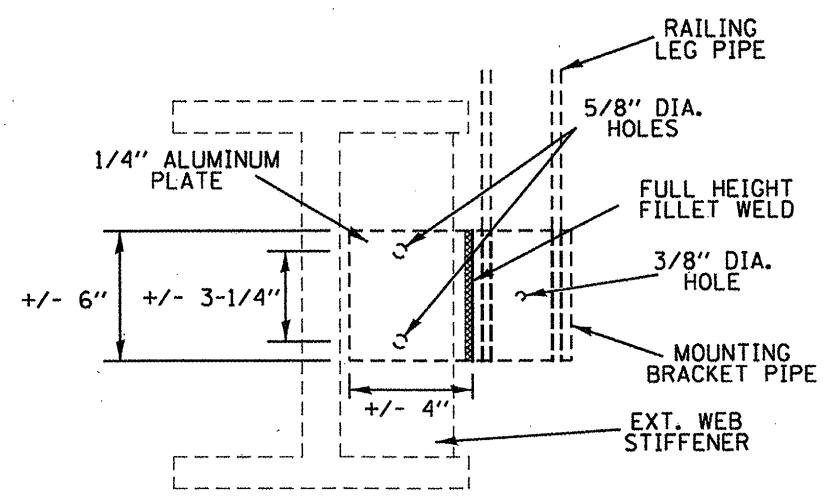 RAILING
LEG PIPE
5/8" DIA.
HOLES
1/4" ALUMINUM
PLATE
FULL HEIGHT
FILLET WELD
3/8" DIA.
HOLE
+/- 6"
+/- 3-1/4"
MOUNTING
BRACKET PIPE
+/- 4"
EXT. WEB
STIFFENER